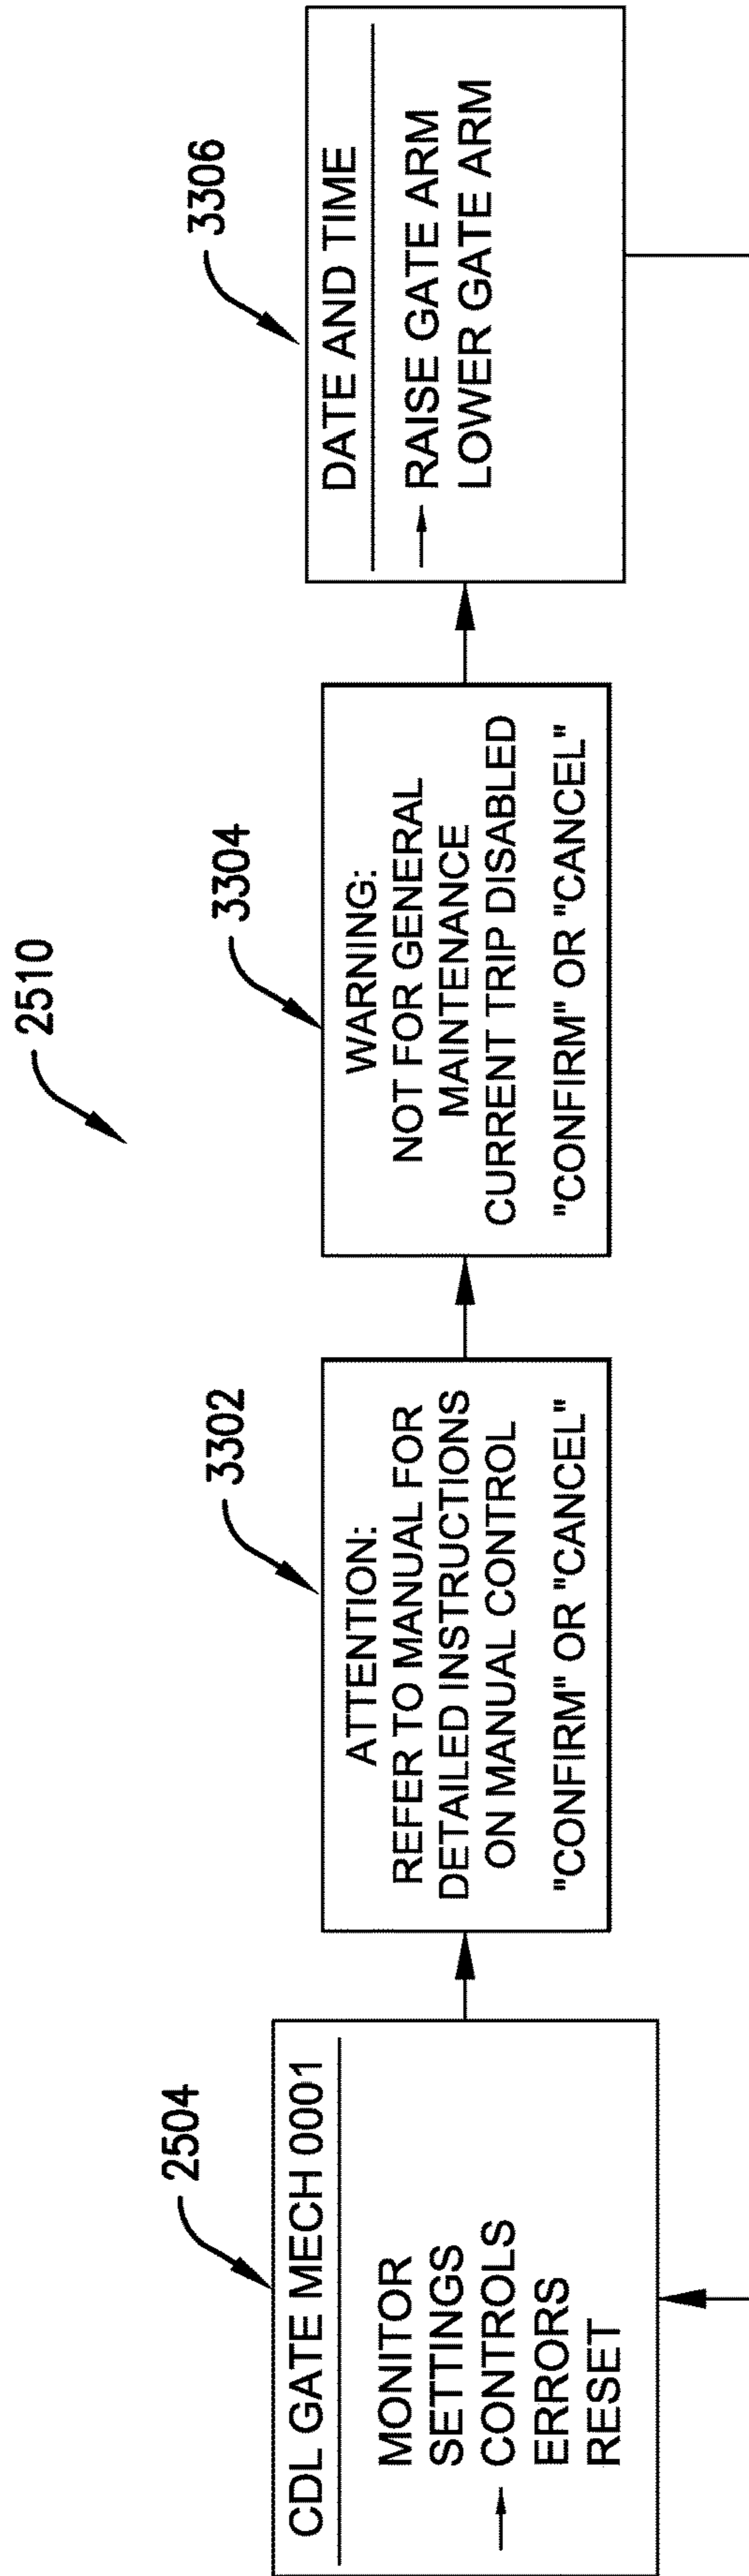 2510
2504
CDL GATE MECH 0001
MONITOR
SETTINGS
CONTROLS
ERRORS
RESET
3302
ATTENTION:
REFER TO MANUAL FOR
DETAILED INSTRUCTIONS
ON MANUAL CONTROL
"CONFIRM" OR "CANCEL"
3304
WARNING:
NOT FOR GENERAL
MAINTENANCE
CURRENT TRIP DISABLED
"CONFIRM" OR "CANCEL"
3306
DATE AND TIME
RAISE GATE ARM
LOWER GATE ARM